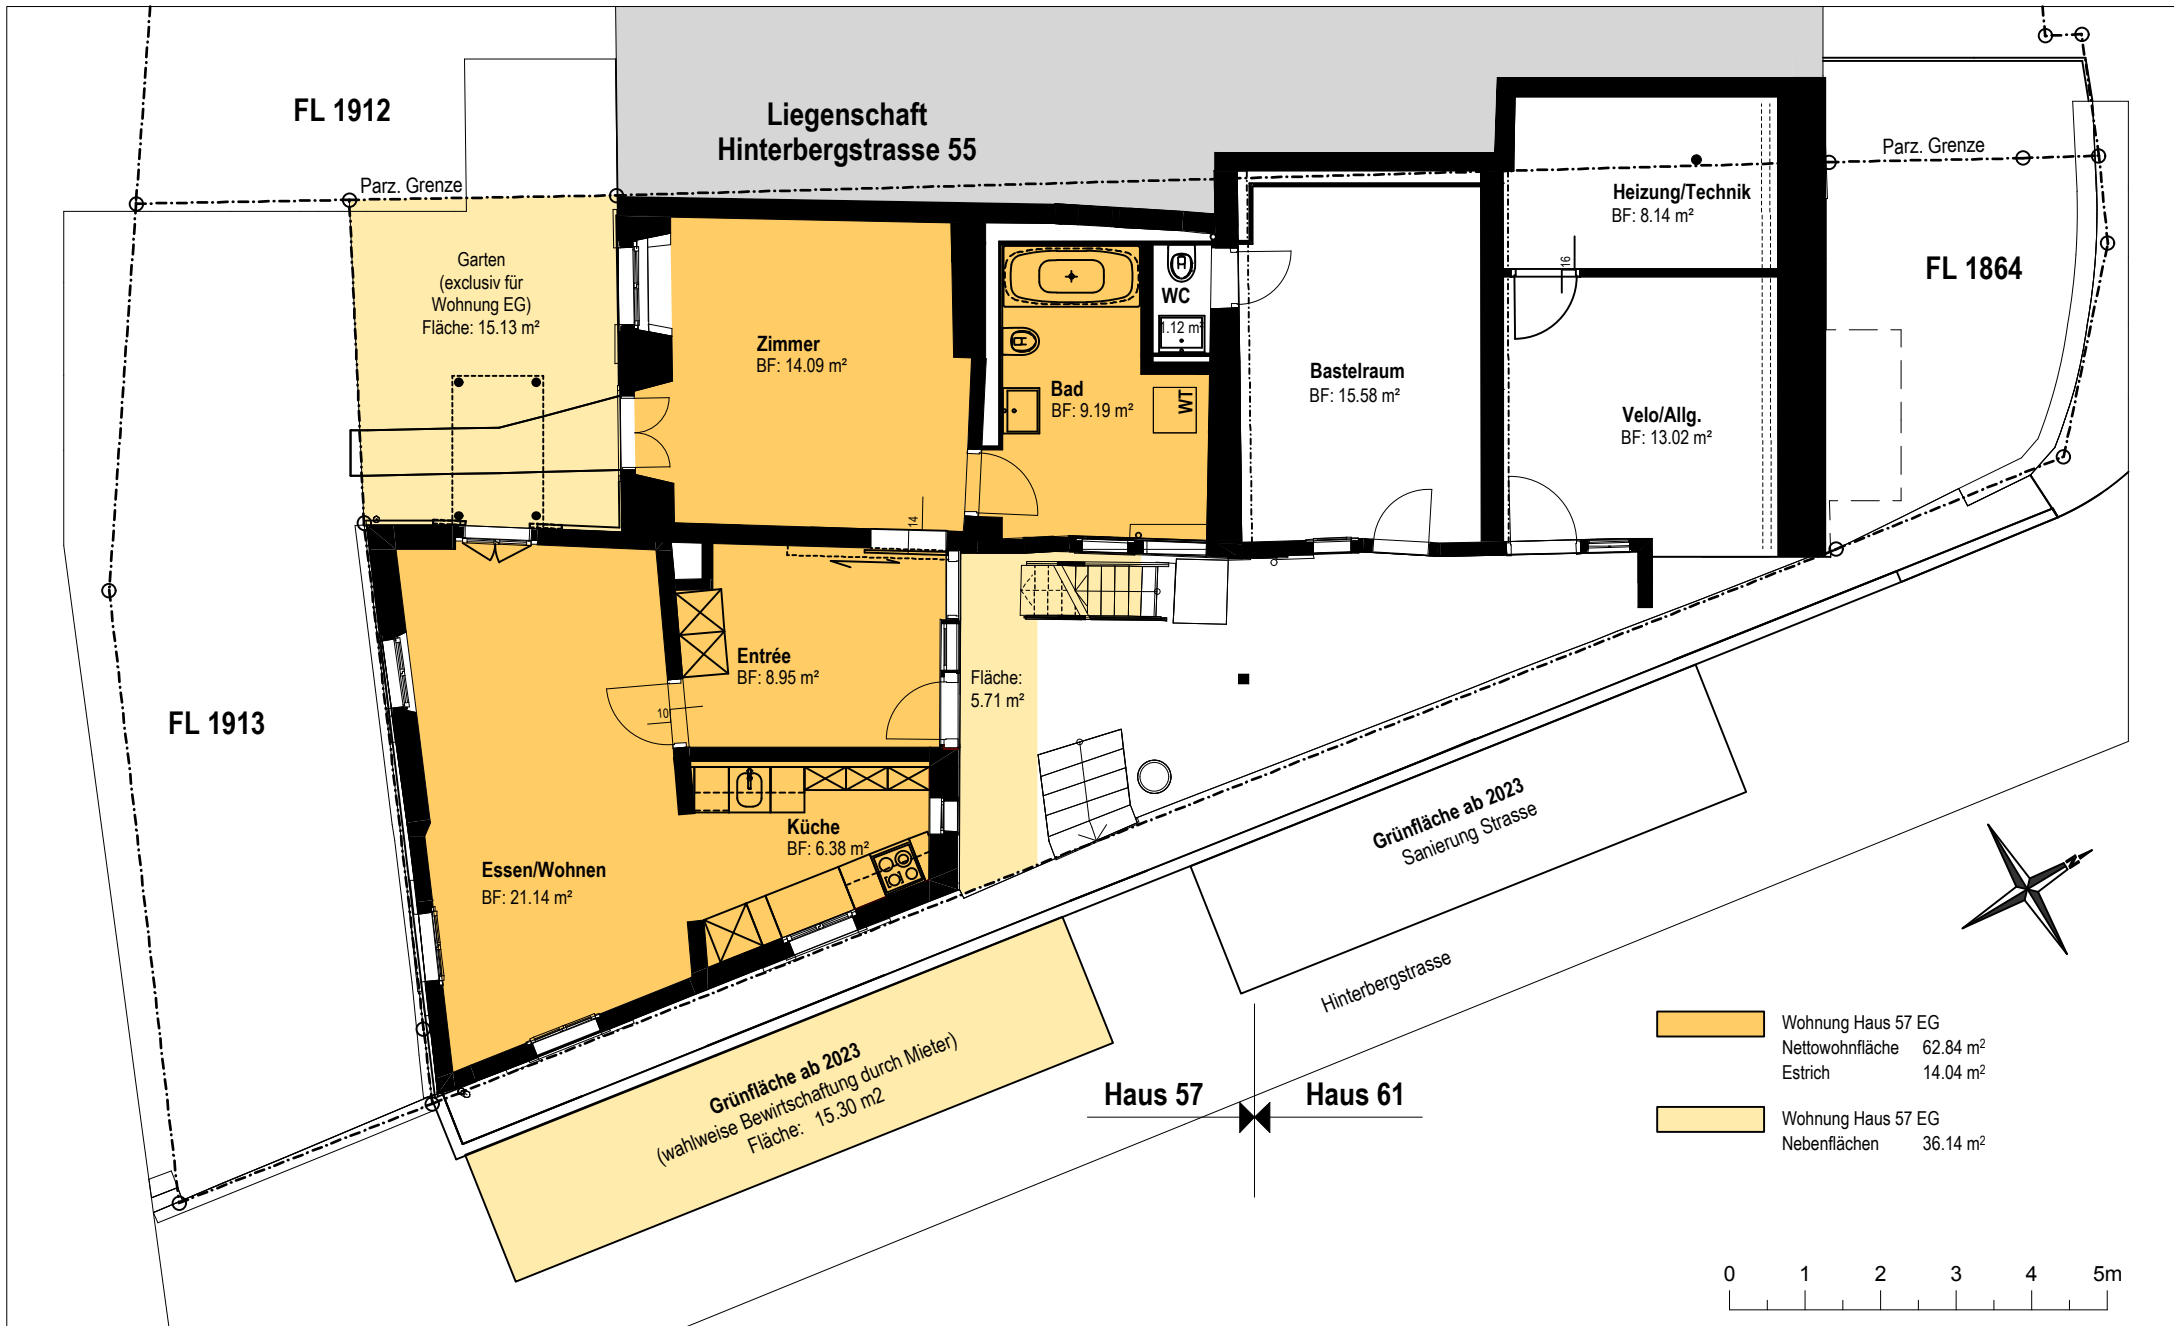 FL 1912
Liegenschaft
Hinterbergstrasse 55
Parz. Grenze
Parz. Grenze
Heizung/Technik
BF: 8.14 m²
16
FL 1864
Garten
(exclusiv für
Wohnung EG)
Fläche: 15.13 m²
WC
1.12 m²
Zimmer
BF: 14.09 m²
Bad
BF: 9.19 m²
WT
Bastelraum
BF: 15.58 m²
Velo/Allg.
BF: 13.02 m²
14
Entrée
BF: 8.95 m²
10
Fläche:
5.71 m²
FL 1913
Küche
BF: 6.38 m²
Essen/Wohnen
BF: 21.14 m²
Grünfläche ab 2023
Sanierung Strasse
N
Hinterbergstrasse
Grünfläche ab 2023
(wahlweise Bewirtschaftung durch Mieter)
Fläche: 15.30 m2
Haus 57
Haus 61
Wohnung Haus 57 EG
Nettowohnfläche 62.84 m²
Estrich 14.04 m²
Wohnung Haus 57 EG
Nebenflächen 36.14 m²
0 1 2 3 4 5m